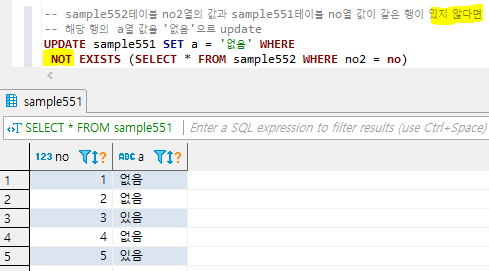 -- sample552테이블 no2열의 값과 sample551테이블 no열 값이 같은 행이 있지 않다면
-- 해당 행의 a열 값을 '없음'으로 update
UPDATE sample551 SET a = '없음' WHERE
NOT EXISTS (SELECT * FROM sample552 WHERE no2 = no)
sample551
SELECT * FROM sample551 Enter a SQL expression to filter results (use Ctrl+Space)
123 no ABC a
1 1 없음
2 2 없음
3 3 있음
4 4 없음
5 5 있음